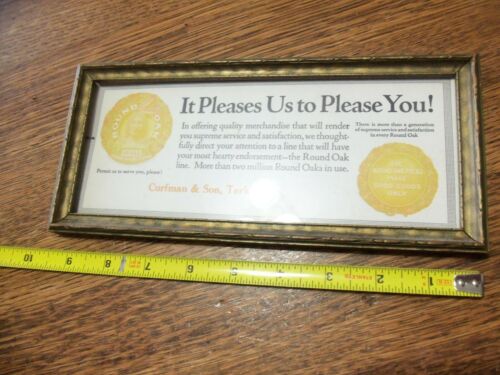 It Pleases Us to Please You!
In offering quality merchandise that will render
you supreme service and satisfaction, we thought-
fully direct your attention to a line that will have
your most hearty endorsement—the Round Oak
line. More than two million Round Oaks in use.
Curfman & Son,
ROUND OAK
Permit us to serve you, please!
There is more than a generation
of supreme service and satisfaction
in every Round Oak
GOOD GOODS
ONLY
10 9 8 7 6 3 2 1